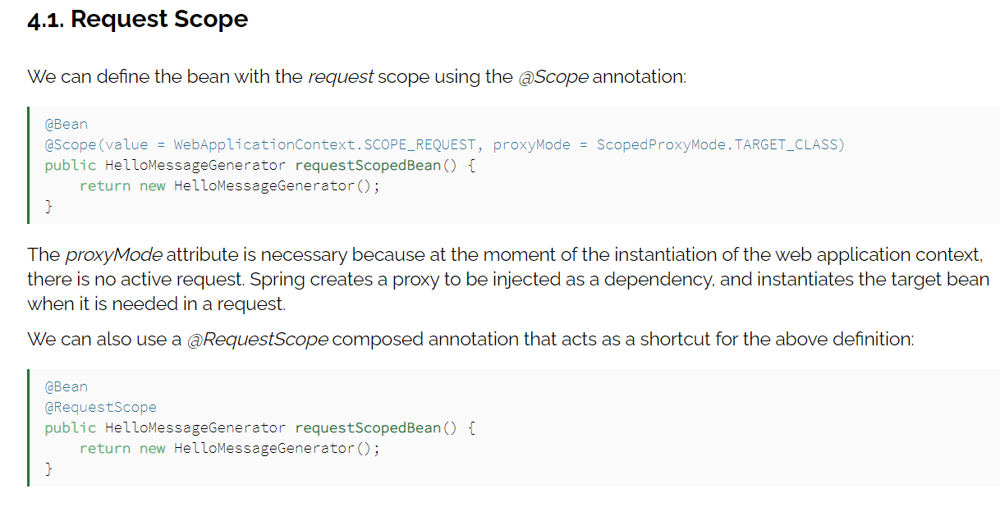 4.1. Request Scope
We can define the bean with the request scope using the @Scope annotation:
@Bean
@Scope(value = WebApplicationContext.SCOPE_REQUEST, proxyMode = ScopedProxyMode.TARGET_CLASS)
public HelloMessageGenerator requestScopedBean() {
    return new HelloMessageGenerator();
}
The proxyMode attribute is necessary because at the moment of the instantiation of the web application context,
there is no active request. Spring creates a proxy to be injected as a dependency, and instantiates the target bean
when it is needed in a request.
We can also use a @RequestScope composed annotation that acts as a shortcut for the above definition:
@Bean
@RequestScope
public HelloMessageGenerator requestScopedBean() {
    return new HelloMessageGenerator();
}